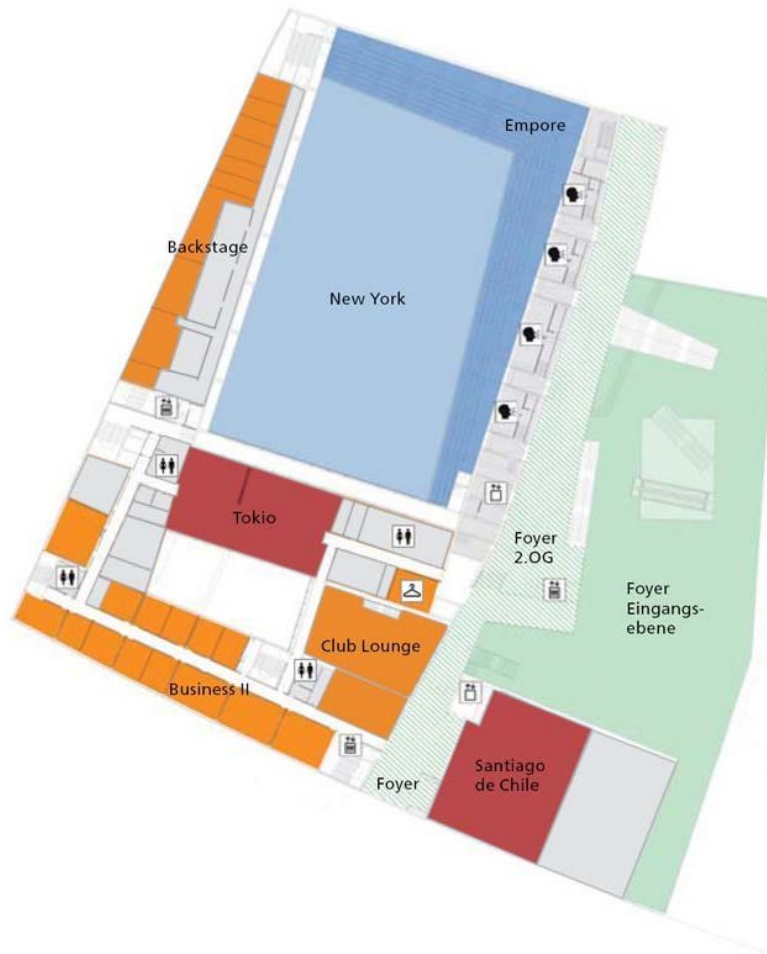 Empore
Backstage
New York
Tokio
Foyer
2.OG
Foyer
Eingangs-
ebene
Club Lounge
Business II
Santiago
de Chile
Foyer